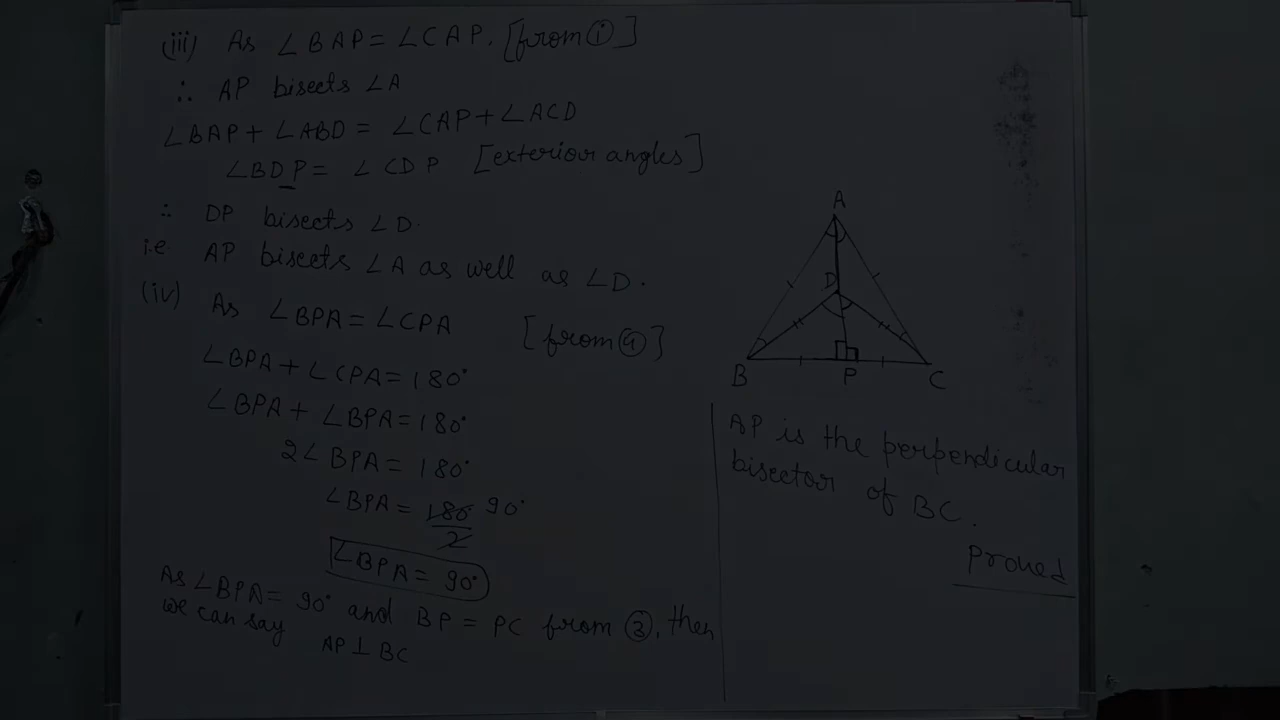 (iii) As ∠BAP = ∠CAP. [from ①]
∴ AP bisects ∠A
∠BAP + ∠ABD = ∠CAP + ∠ACD
∠BDP = ∠CDP [exterior angles]
∴ DP bisects ∠D.
i.e AP bisects ∠A as well as ∠D.
(iv) As ∠BPA = ∠CPA [from ④]
∠BPA + ∠CPA = 180°
∠BPA + ∠BPA = 180°
2∠BPA = 180°
∠BPA = 180/2 90°
∠BPA = 90°
As ∠BPA = 90° and BP = PC from ③, then
we can say AP ⊥ BC
A
D
B P C
AP is the perpendicular
bisector of BC.
Proved